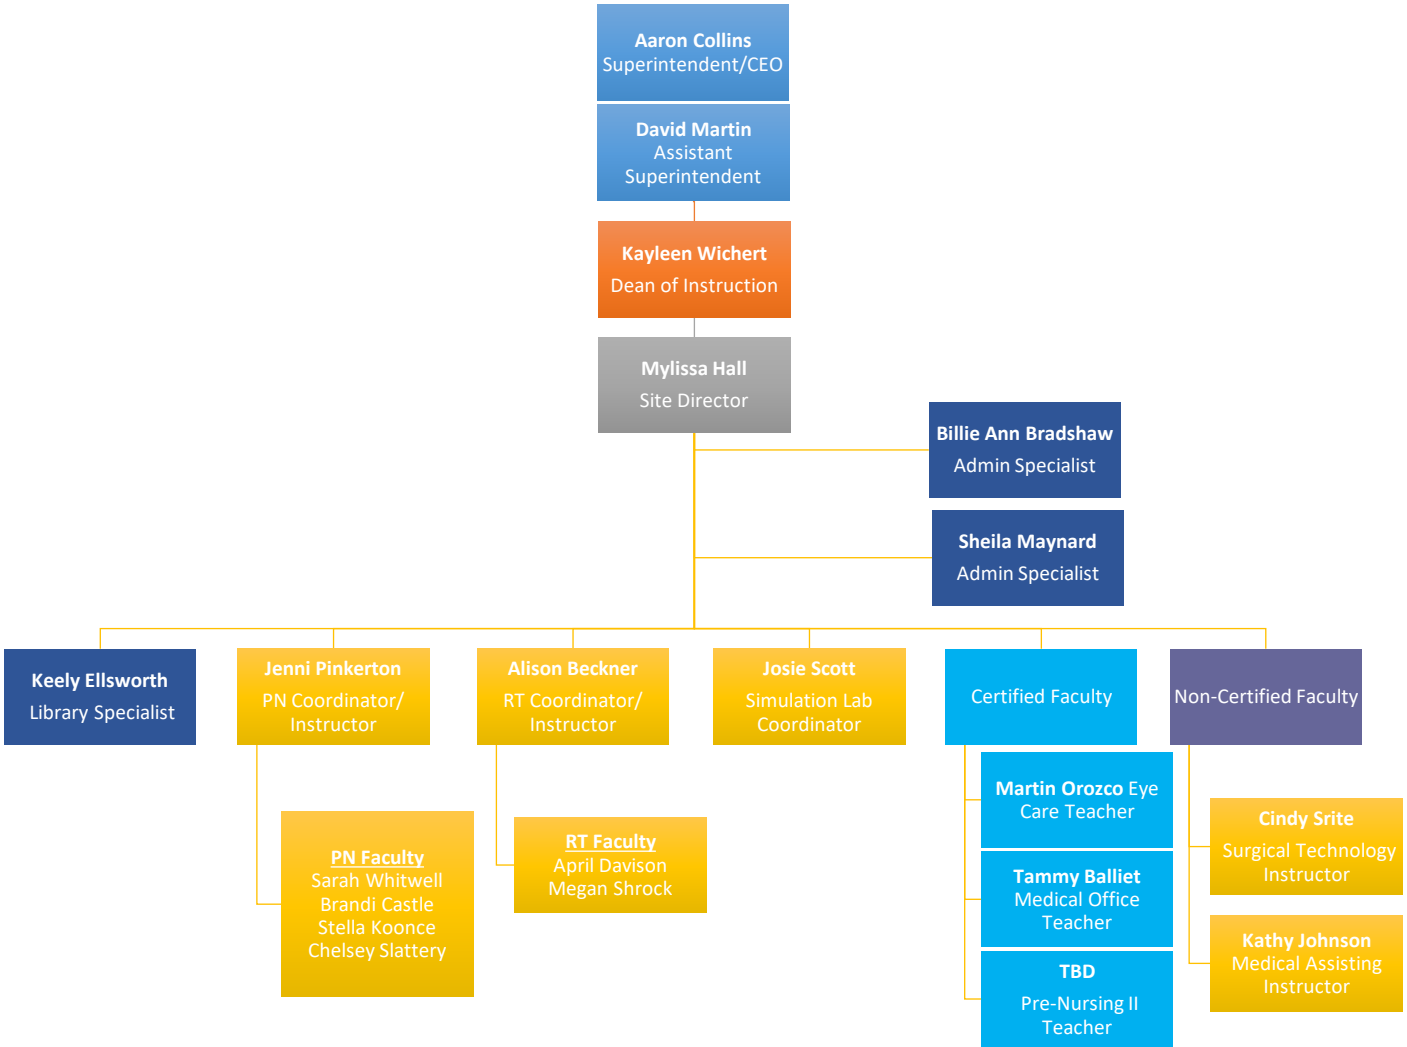 Aaron Collins
Superintendent/CEO
David Martin
Assistant
Superintendent
Kayleen Wichert
Dean of Instruction
Mylissa Hall
Site Director
Billie Ann Bradshaw
Admin Specialist
Sheila Maynard
Admin Specialist
Keely Ellsworth
Library Specialist
Jenni Pinkerton
PN Coordinator/
Instructor
Alison Beckner
RT Coordinator/
Instructor
Josie Scott
Simulation Lab
Coordinator
Certified Faculty
Non-Certified Faculty
PN Faculty
Sarah Whitwell
Brandi Castle
Stella Koonce
Chelsey Slattery
RT Faculty
April Davison
Megan Shrock
Martin Orozco Eye
Care Teacher
Tammy Balliet
Medical Office
Teacher
TBD
Pre-Nursing II
Teacher
Cindy Srite
Surgical Technology
Instructor
Kathy Johnson
Medical Assisting
Instructor